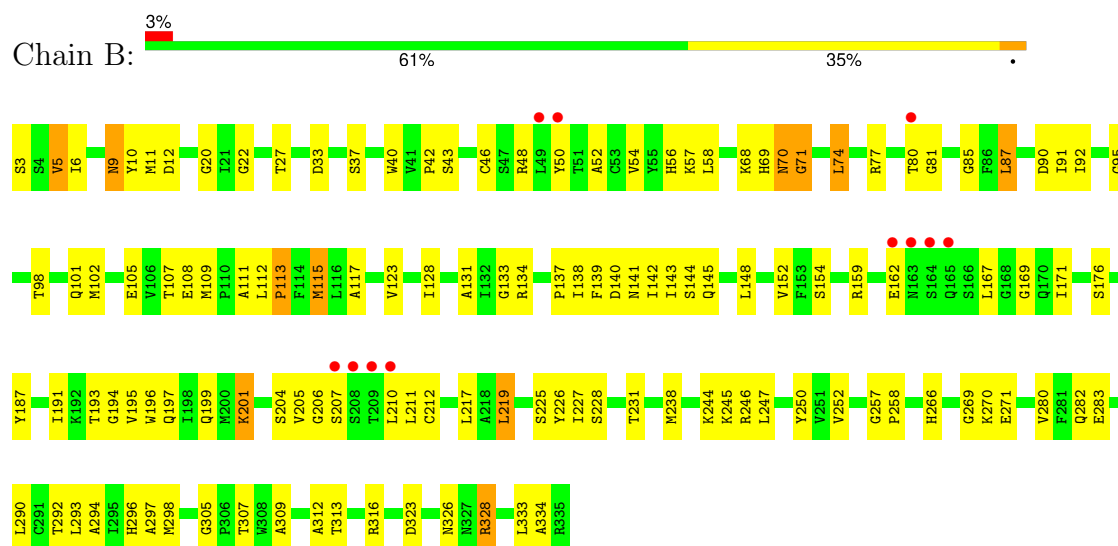 3%
Chain B:
61% 35% •
S3 S4 V5 I6 N9 Y10 M11 D12 G20 I21 G22 T27 D33 S37 W40 V41 P42 S43 C46 S47 R48 L49 Y50 T51 A52 C53 V54 Y55 H56 K57 L58 K68 H69 N70 G71 L74 R77 T80 G81 G85 F86 L87 D90 I91 I92
T98 Q101 M102 E105 V106 T107 E108 M109 P110 A111 L112 P113 F114 M115 L116 A117 V123 I128 A131 I132 G133 R134 P137 I138 F139 D140 N141 I142 I143 S144 Q145 L148 V152 F153 S154 R159 E162 N163 S164 Q165 S166 L167 G168 G169 Q170 I171 S176
Y187 I191 K192 T193 G194 V195 W196 Q197 I198 Q199 M200 K201 S204 V205 G206 S207 S208 T209 L210 L211 C212 L217 A218 L219 S225 Y226 I227 S228 T231 M238 K244 K245 R246 L247 Y250 V251 V252 G257 P258 H266 G269 K270 E271 V280 F281 Q282 E283
L290 C291 T292 L293 A294 I295 H296 A297 M298 G305 P306 T307 W308 A309 A312 T313 R316 D323 N326 N327 R328 L333 A334 R335